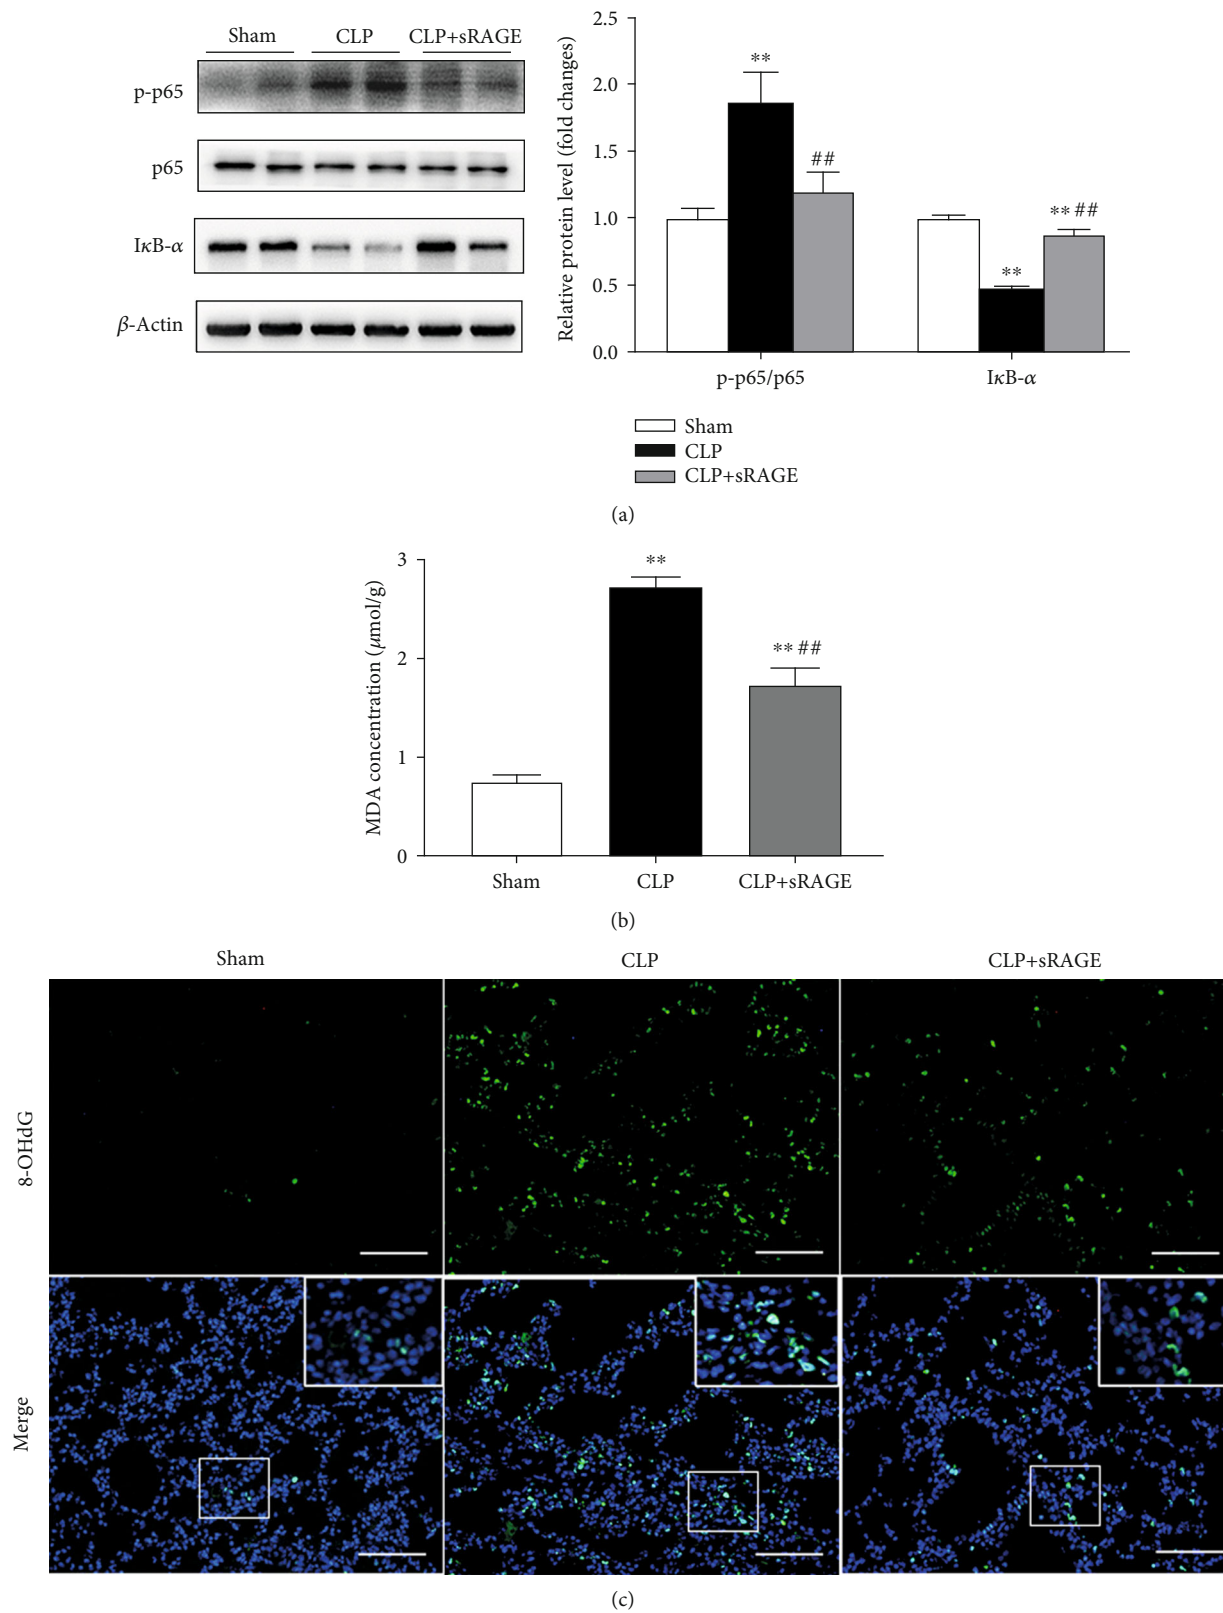 Sham CLP CLP+sRAGE
p-p65
p65
IκB-α
β-Actin
Relative protein level (fold changes)
2.5
2.0
1.5
1.0
0.5
0.0
**
##
**
** ##
p-p65/p65 IκB-α
Sham
CLP
CLP+sRAGE
(a)
MDA concentration (μmol/g)
3
2
1
0
**
** ##
Sham CLP CLP+sRAGE
(b)
Sham CLP CLP+sRAGE
8-OHdG
Merge
(c)